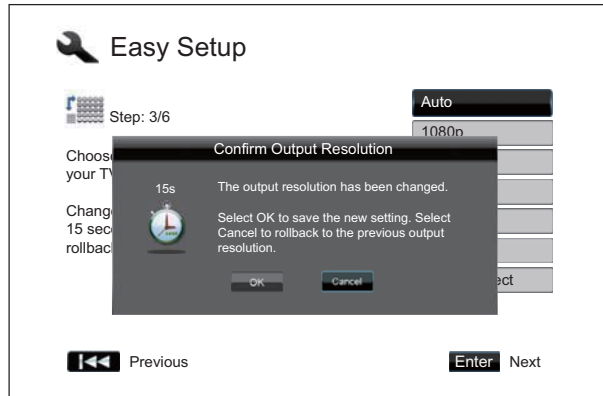 Easy Setup
Step: 3/6
Auto
1080p
Confirm Output Resolution
15s
The output resolution has been changed.
Select OK to save the new setting. Select
Cancel to rollback to the previous output
resolution.
OK
Cancel
your
15
Previous
Enter Next